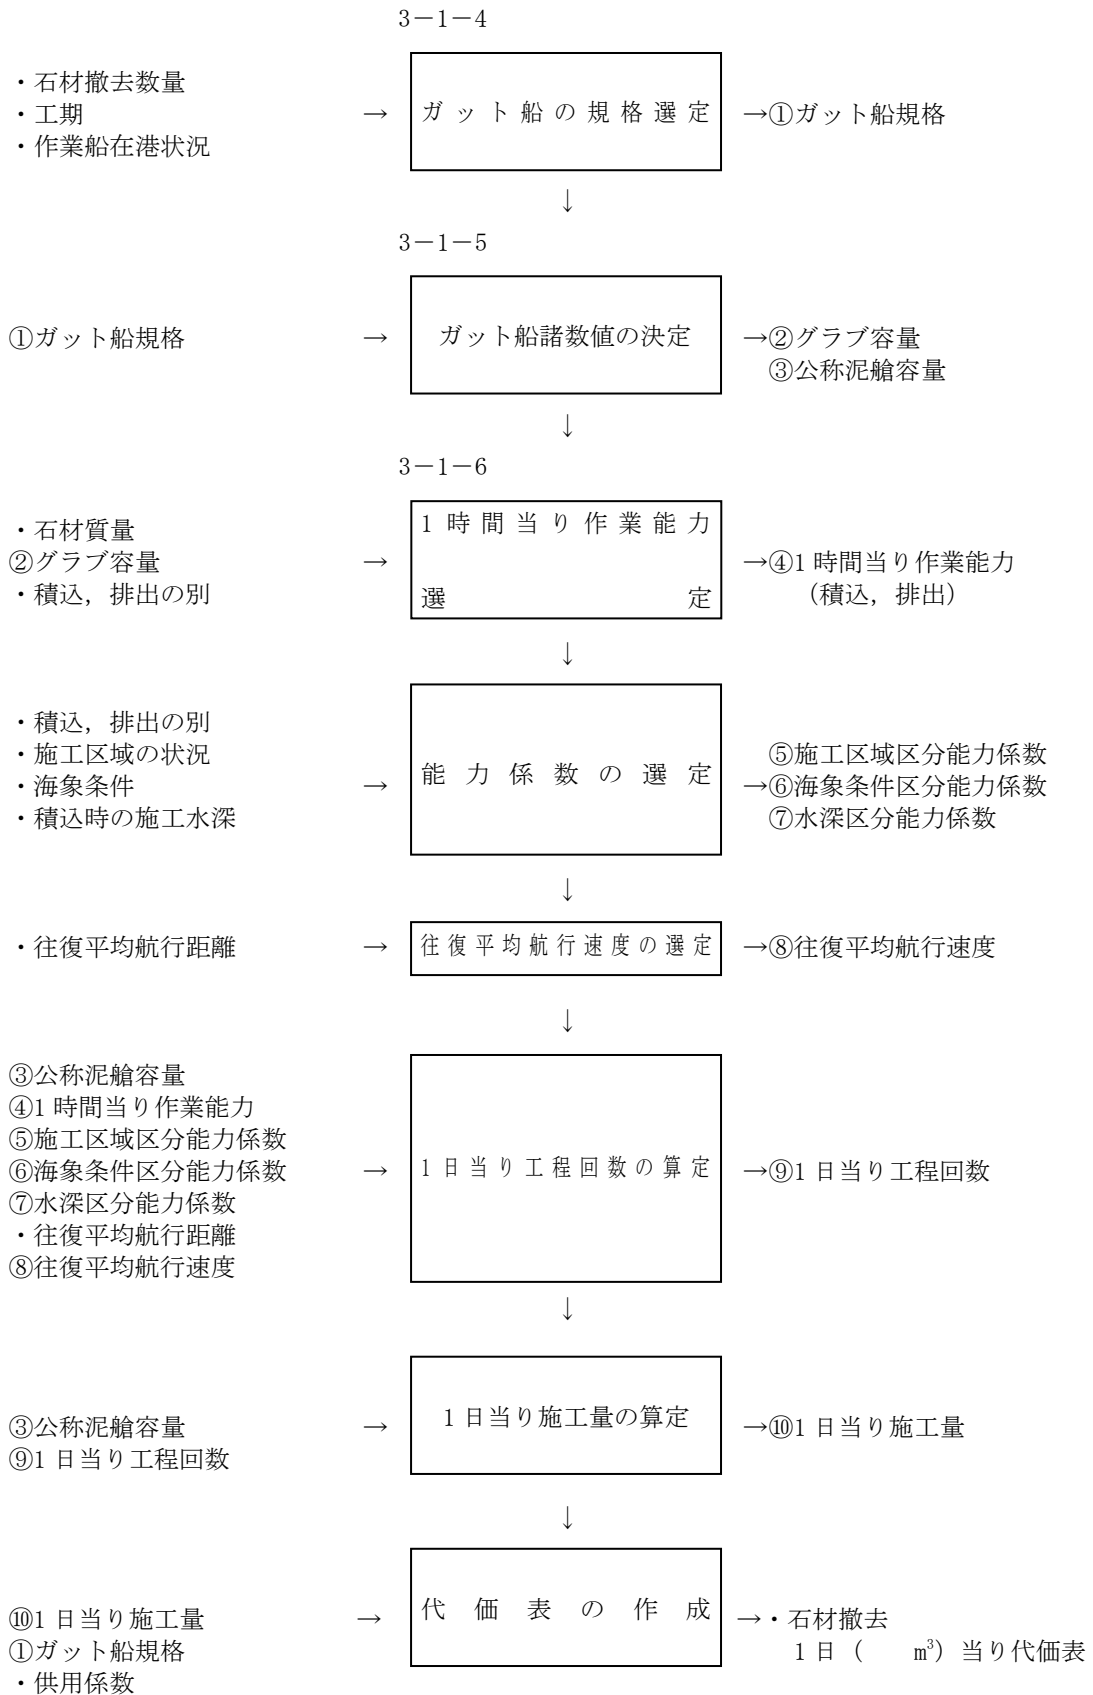 3-1-4
・石材撤去数量
・工期
・作業船在港状況
→
ガット船の規格選定
→①ガット船規格
↓
3-1-5
①ガット船規格
→
ガット船諸数値の決定
→②グラブ容量
③公称泥艙容量
↓
3-1-6
・石材質量
②グラブ容量
・積込，排出の別
→
1時間当り作業能力
選定
→④1時間当り作業能力
（積込，排出）
↓
・積込，排出の別
・施工区域の状況
・海象条件
・積込時の施工水深
→
能力係数の選定
⑤施工区域区分能力係数
→⑥海象条件区分能力係数
⑦水深区分能力係数
↓
・往復平均航行距離
→
往復平均航行速度の選定
→⑧往復平均航行速度
↓
③公称泥艙容量
④1時間当り作業能力
⑤施工区域区分能力係数
⑥海象条件区分能力係数
⑦水深区分能力係数
・往復平均航行距離
⑧往復平均航行速度
→
1日当り工程回数の算定
→⑨1日当り工程回数
↓
③公称泥艙容量
⑨1日当り工程回数
→
1日当り施工量の算定
→⑩1日当り施工量
↓
⑩1日当り施工量
①ガット船規格
・供用係数
→
代価表の作成
→・石材撤去
1日（　　m³）当り代価表